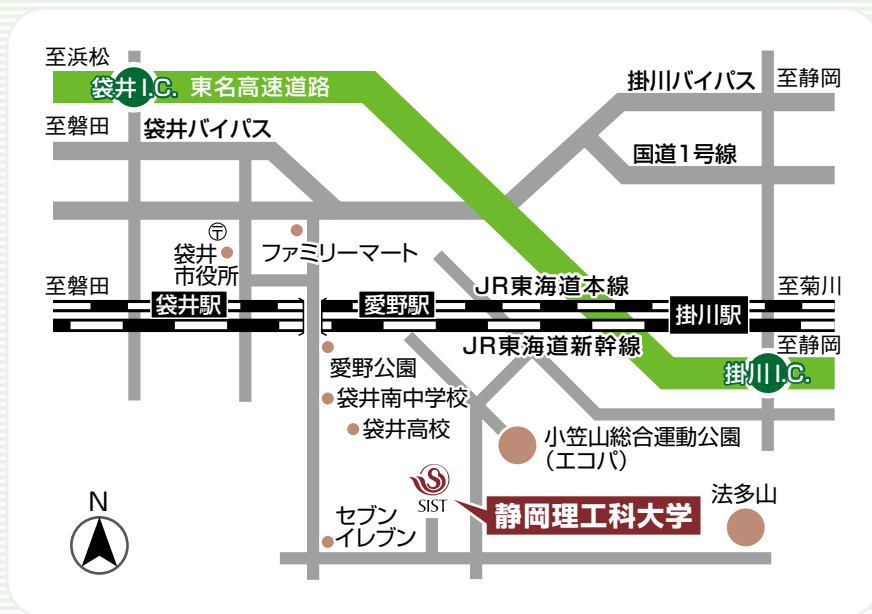 至浜松
袋井I.C. 東名高速道路
掛川バイパス
至静岡
至磐田
袋井バイパス
国道1号線
〒
袋井
市役所
ファミリーマート
至磐田
袋井駅
愛野駅
JR東海道本線
掛川駅
至菊川
JR東海道新幹線
至静岡
掛川I.C.
愛野公園
袋井南中学校
袋井高校
小笠山総合運動公園
(エコパ)
SIST
静岡理工科大学
法多山
セブン
イレブン
N